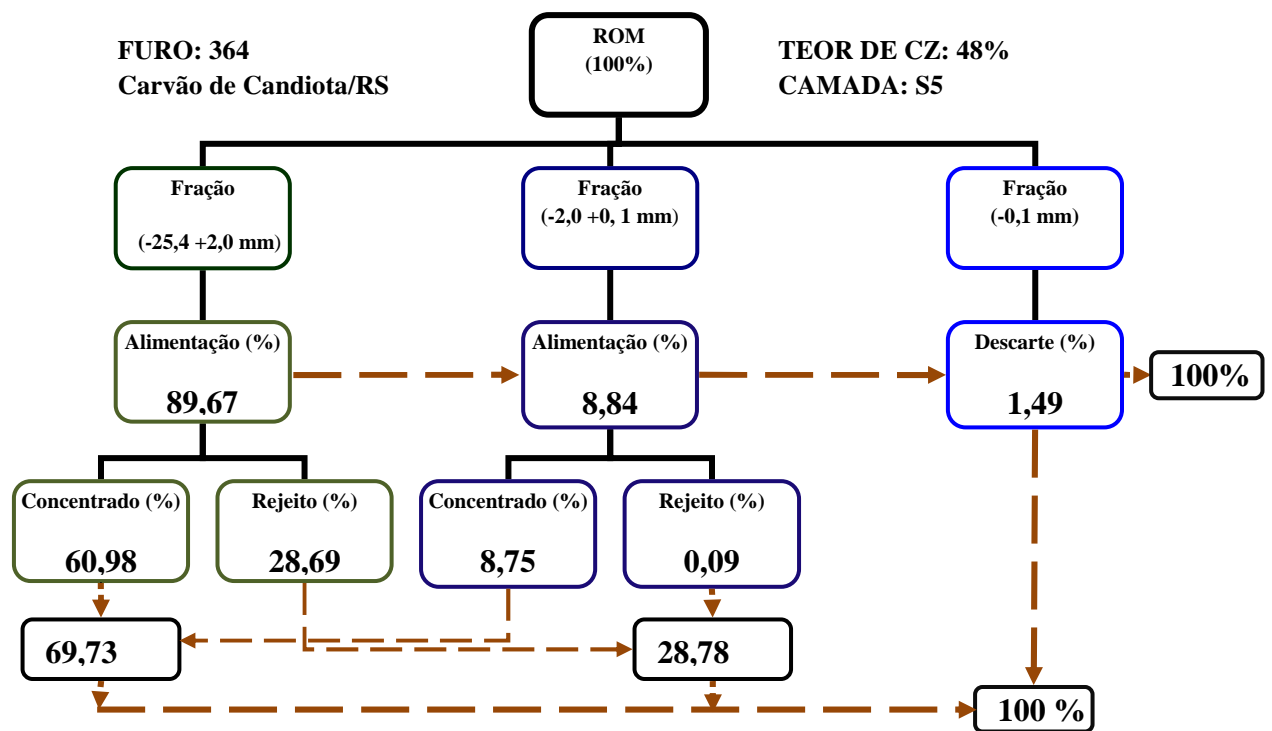 ROM
(100%)
FURO: 364
Carvão de Candiota/RS
TEOR DE CZ: 48%
CAMADA: S5
Fração
(-25,4 +2,0 mm)
Fração
(-2,0 +0, 1 mm)
Fração
(-0,1 mm)
Alimentação (%)
89,67
Alimentação (%)
8,84
Descarte (%)
1,49
100%
Concentrado (%)
60,98
Rejeito (%)
28,69
Concentrado (%)
8,75
Rejeito (%)
0,09
69,73
28,78
100 %